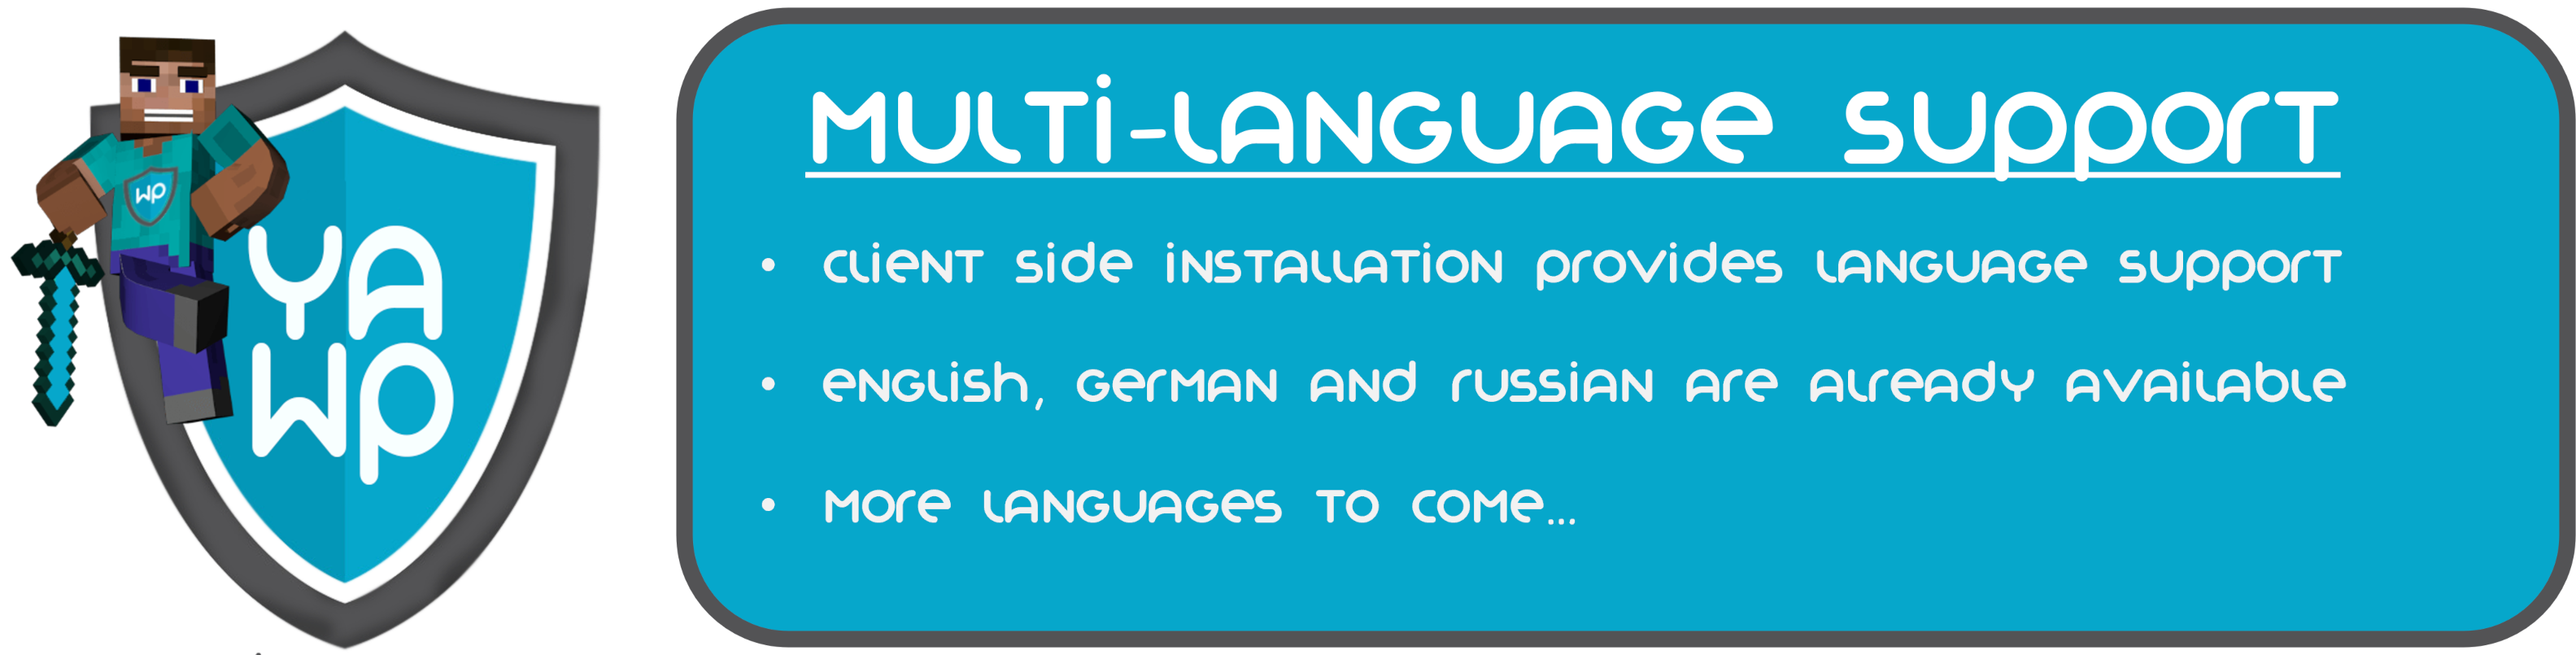 WP
YA
WP
MULTi-LANGUAGe SUppOrT
• CLieNT Side iNSTALLATiON prOVideS LANGUAGe SUppOrT
• eNGLiSh, GerMAN ANd rUSSiAN Are ALreAdY AVAiLAbLe
• MOre LANGUAGeS TO COMe...